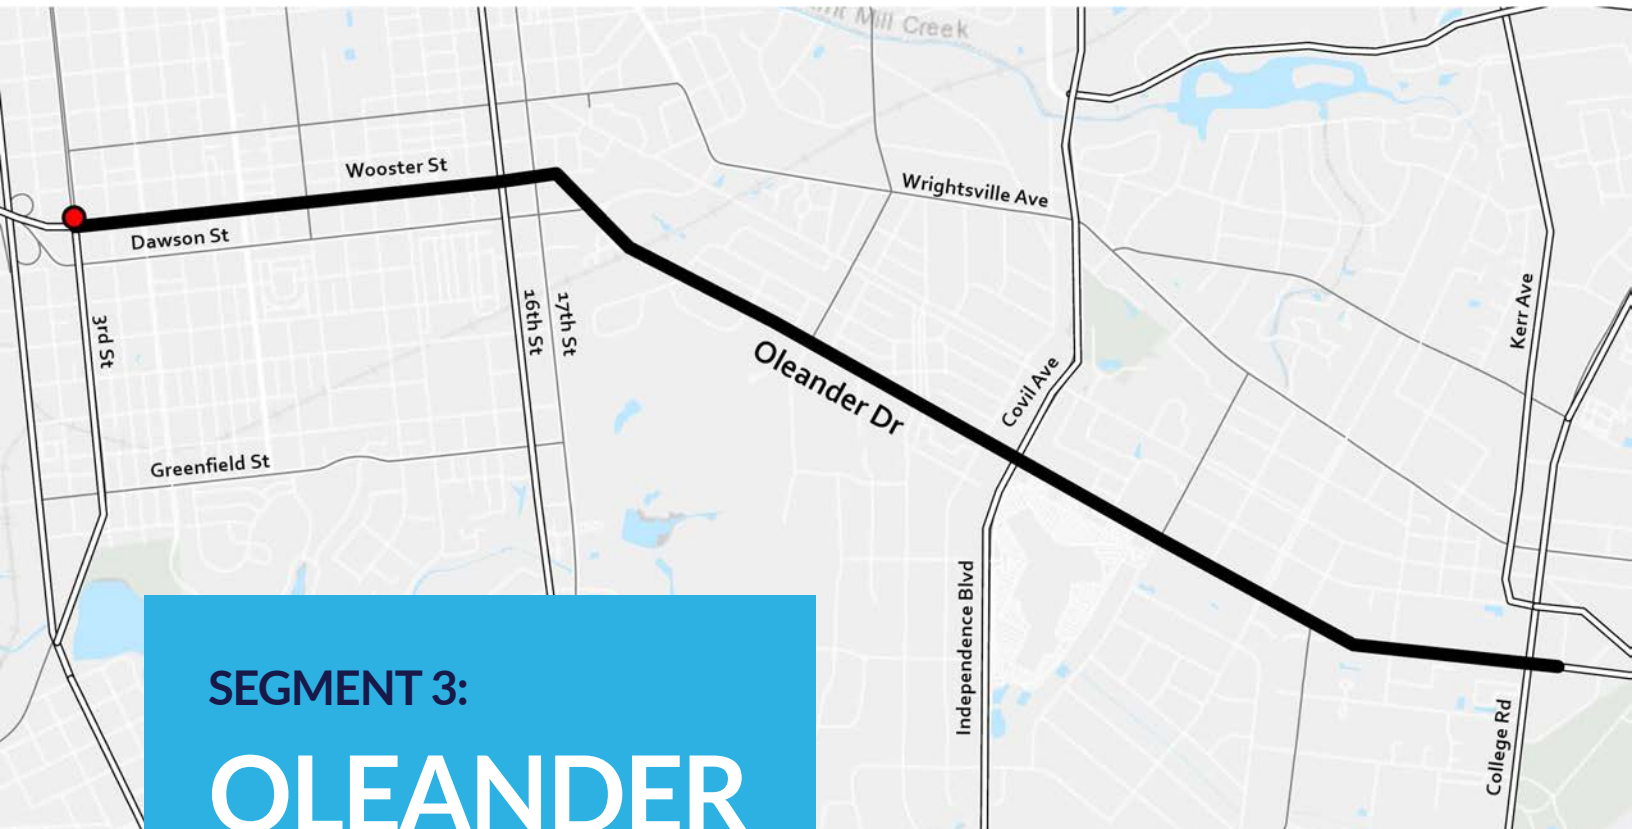 Mill Creek
Wooster St
Wrightsville Ave
Dawson St
3rd St
16th St
17th St
Kerr Ave
Oleander Dr
Covil Ave
Greenfield St
Independence Blvd
College Rd
SEGMENT 3:
OLEANDER